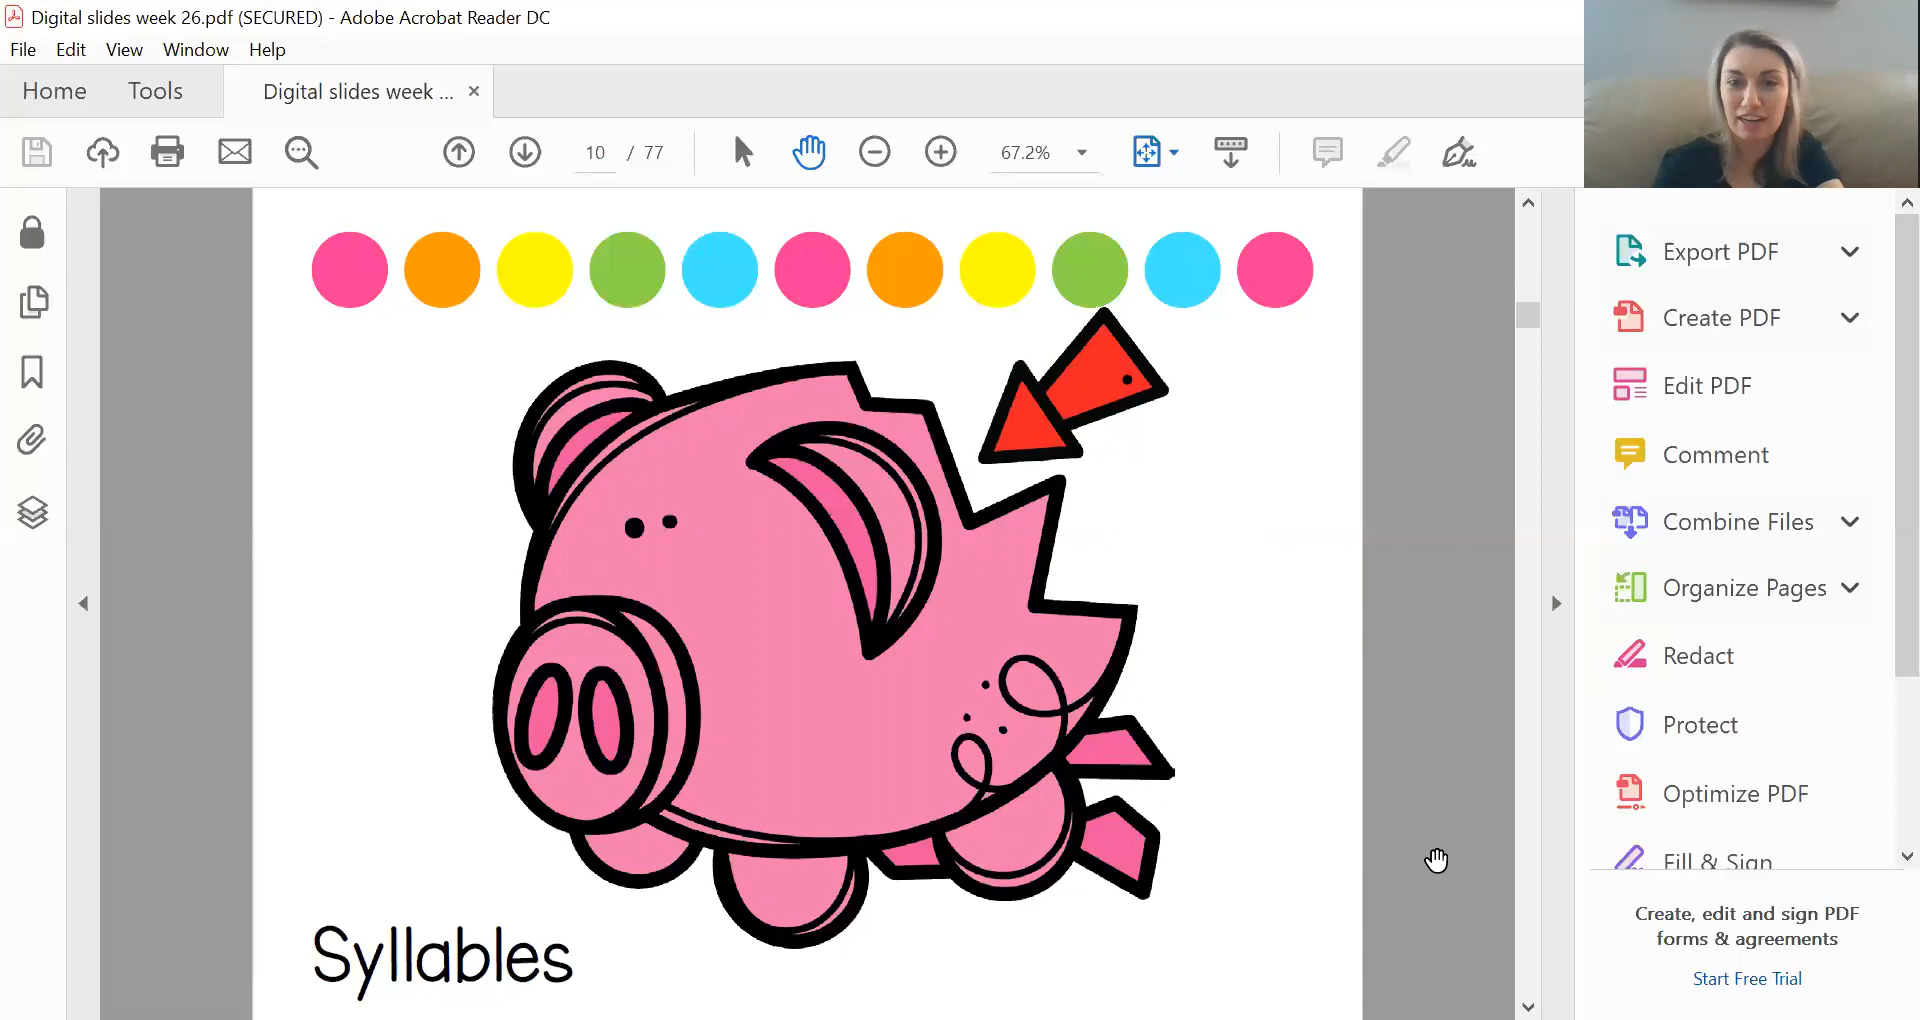 Digital slides week 26.pdf (SECURED) - Adobe Acrobat Reader DC
File Edit View Window Help
Home Tools Digital slides week ...
10 / 77 67.2%
Export PDF
Create PDF
Edit PDF
Comment
Combine Files
Organize Pages
Redact
Protect
Optimize PDF
Fill & Sign
Create, edit and sign PDF
forms & agreements
Start Free Trial
Syllables